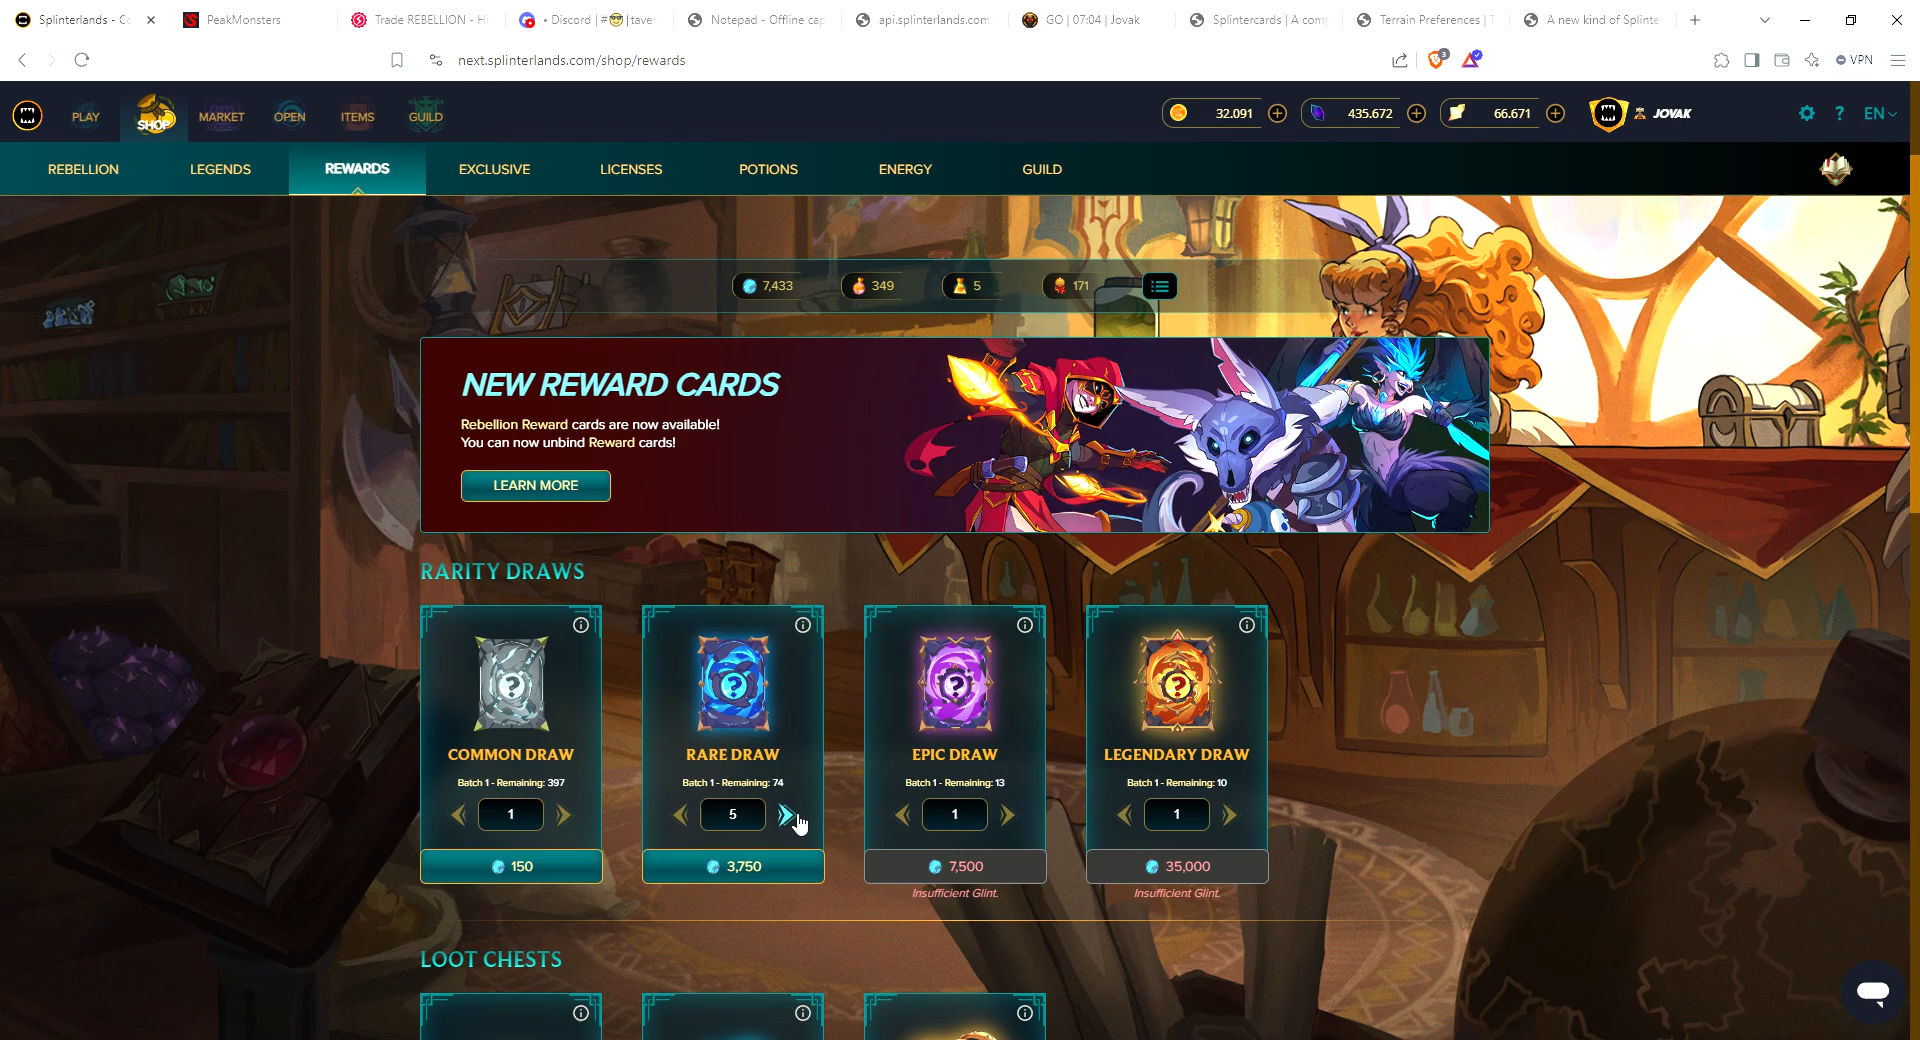 Splinterlands - Co
PeakMonsters
Trade REBELLION - Hi
• Discord | #😎|taver
Notepad - Offline cap
api.splinterlands.com
GO | 07:04 | Jovak
Splintercards | A com
Terrain Preferences |
A new kind of Splinte
next.splinterlands.com/shop/rewards
3
VPN
PLAY
SHOP
MARKET
OPEN
ITEMS
GUILD
32.091
435.672
66.671
JOVAK
?
EN
REBELLION
LEGENDS
REWARDS
EXCLUSIVE
LICENSES
POTIONS
ENERGY
GUILD
7,433
349
5
171
NEW REWARD CARDS
Rebellion Reward cards are now available!
You can now unbind Reward cards!
LEARN MORE
RARITY DRAWS
COMMON DRAW
Batch 1 - Remaining: 397
1
150
RARE DRAW
Batch 1 - Remaining: 74
5
3,750
EPIC DRAW
Batch 1 - Remaining: 13
1
7,500
Insufficient Glint.
LEGENDARY DRAW
Batch 1 - Remaining: 10
1
35,000
Insufficient Glint.
LOOT CHESTS